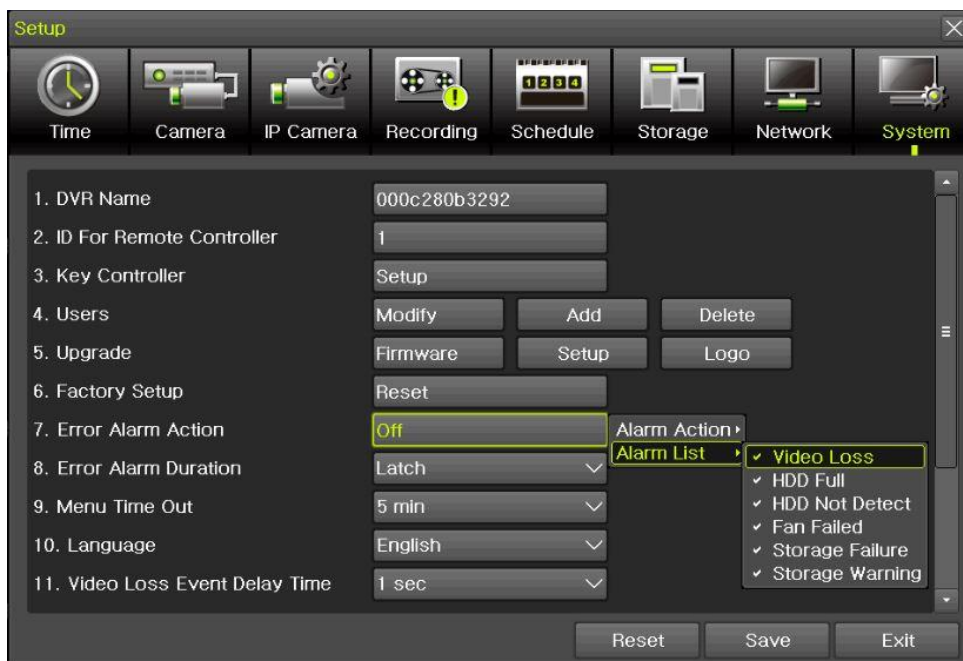 Setup
1 2 3 4
Time Camera IP Camera Recording Schedule Storage Network System
1. DVR Name 000c280b3292
2. ID For Remote Controller 1
3. Key Controller Setup
4. Users Modify Add Delete
5. Upgrade Firmware Setup Logo
6. Factory Setup Reset
7. Error Alarm Action Off Alarm Action
Alarm List Video Loss
8. Error Alarm Duration Latch HDD Full
HDD Not Detect
9. Menu Time Out 5 min Fan Failed
10. Language English Storage Failure
11. Video Loss Event Delay Time 1 sec Storage Warning
Reset Save Exit